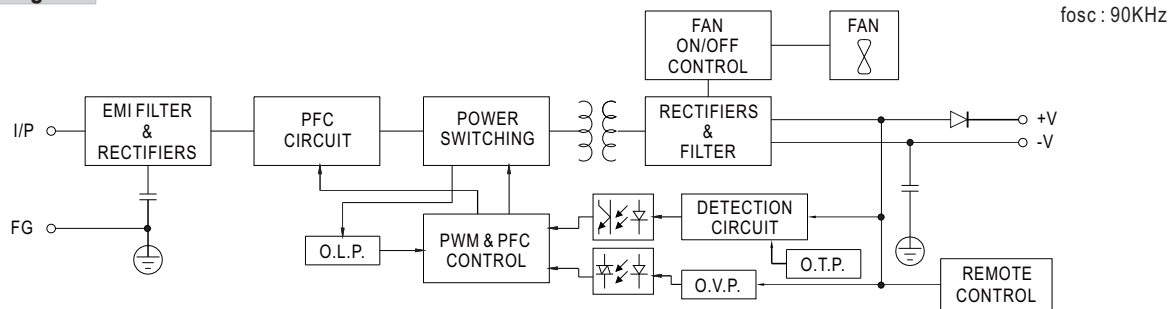 fosc : 90KHz
FAN
ON/OFF
CONTROL
FAN
EMI FILTER
&
RECTIFIERS
PFC
CIRCUIT
POWER
SWITCHING
RECTIFIERS
&
FILTER
I/P
+V
-V
FG
O.L.P.
PWM & PFC
CONTROL
DETECTION
CIRCUIT
O.T.P.
O.V.P.
REMOTE
CONTROL